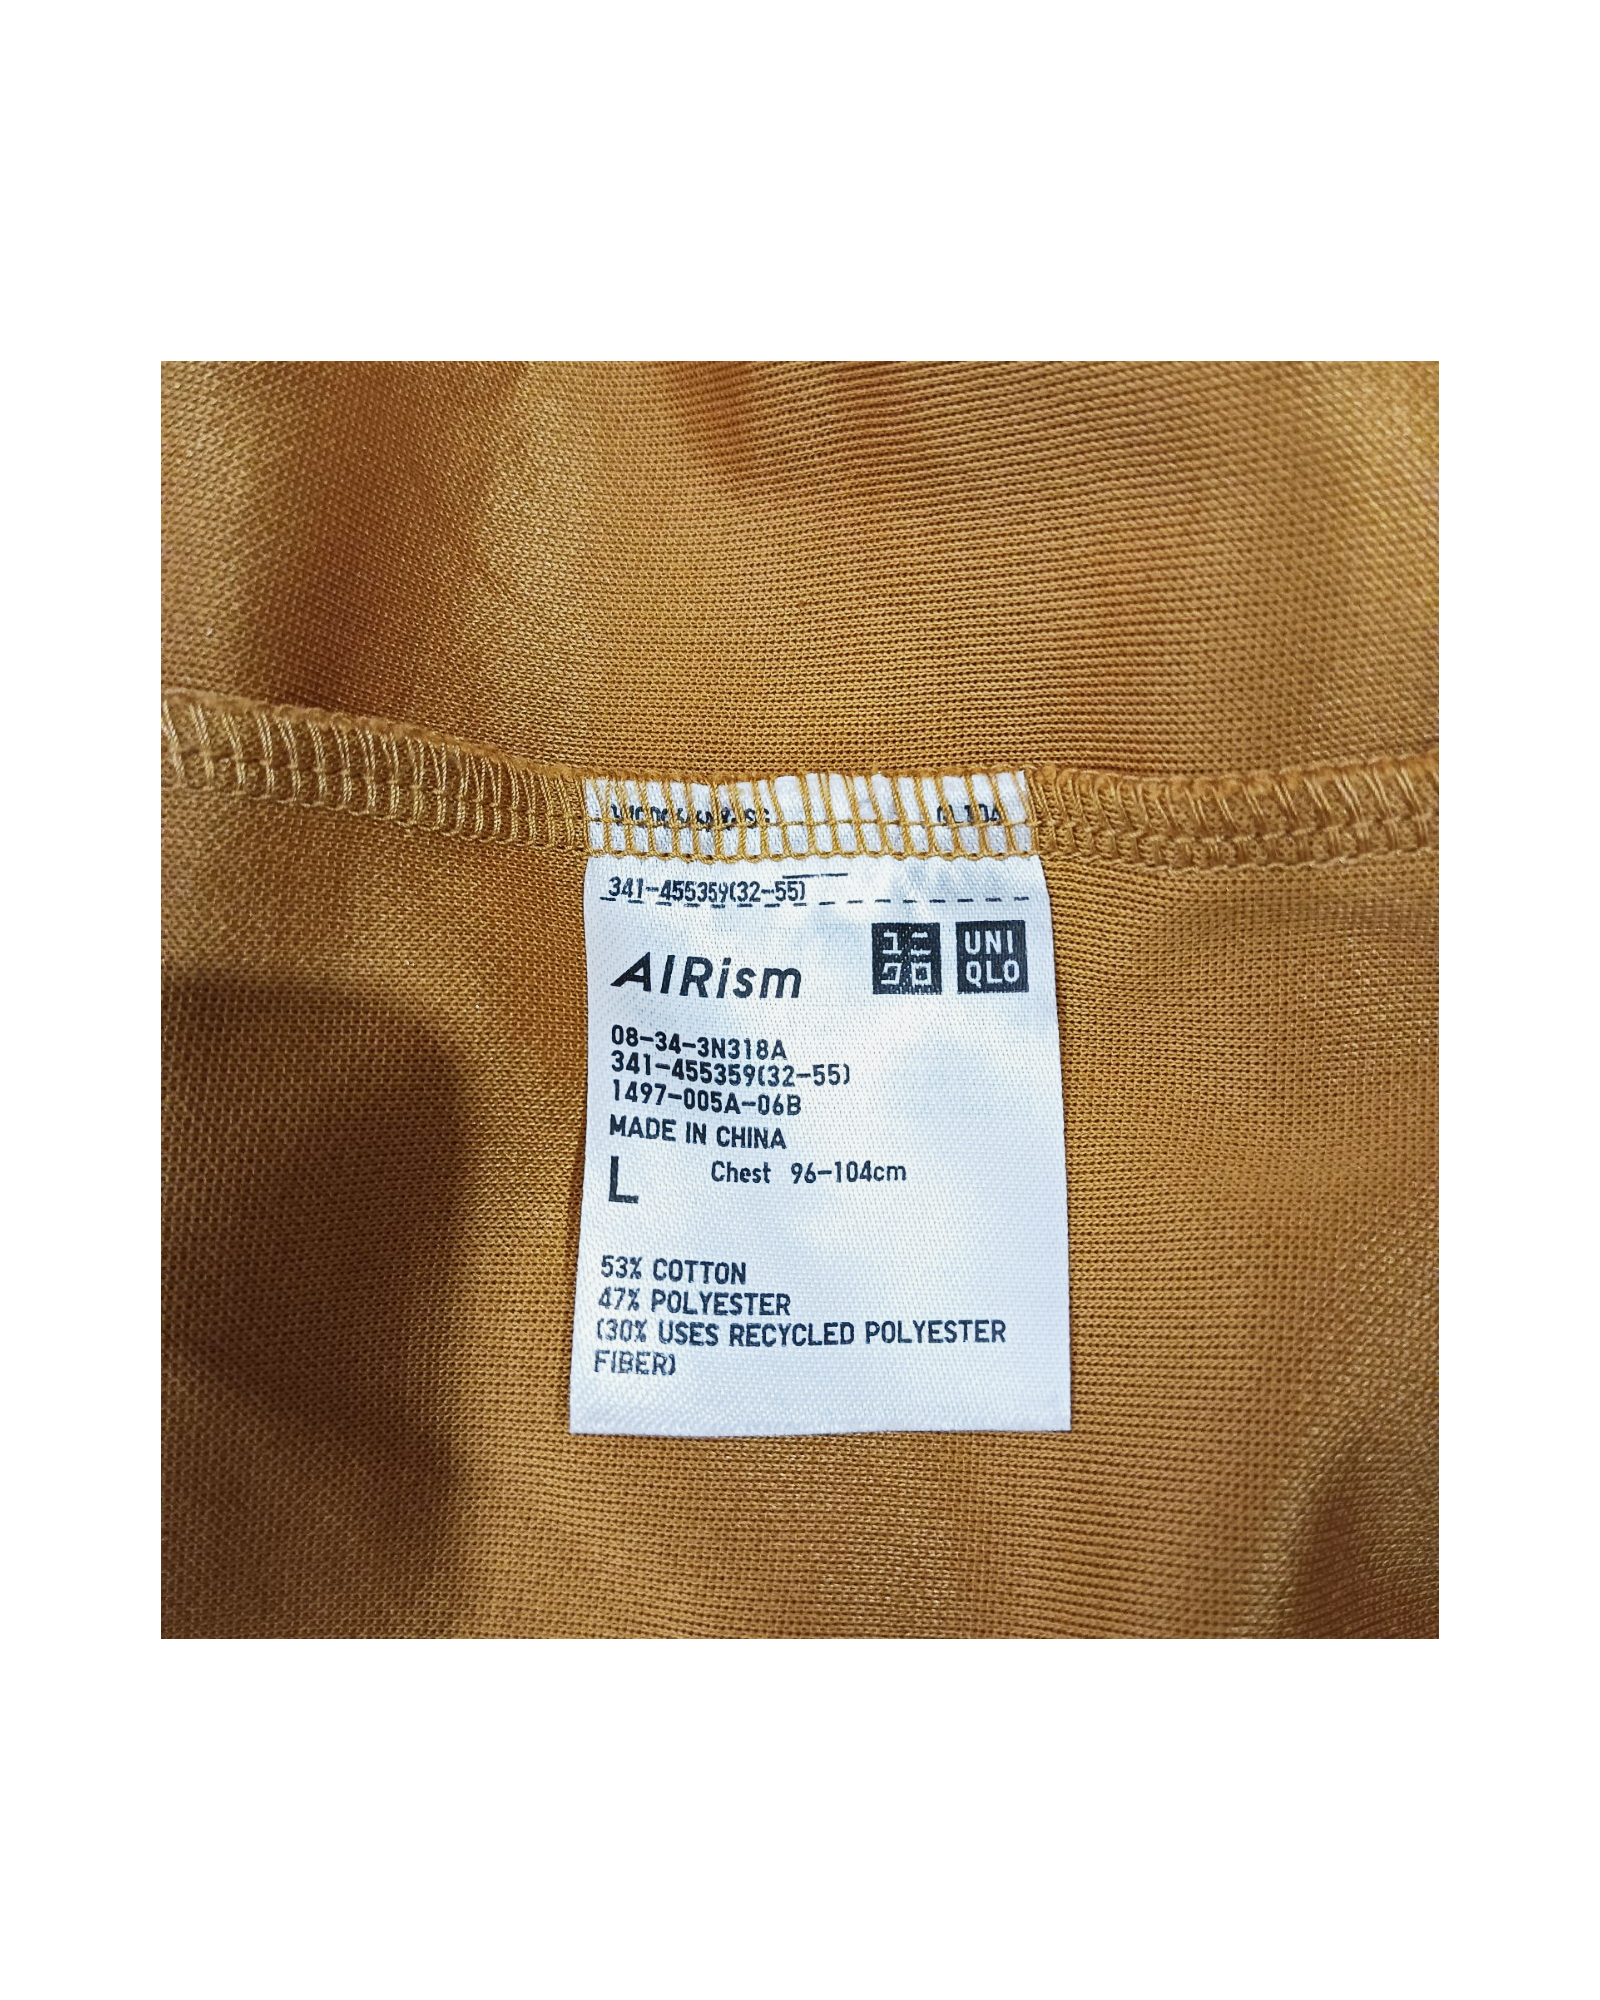 341-455359(32-55)
AIRism
ユニ
クロ
UNI
QLO
08-34-3N318A
341-455359(32-55)
1497-005A-06B
MADE IN CHINA
L Chest 96-104cm
53% COTTON
47% POLYESTER
(30% USES RECYCLED POLYESTER
FIBER)